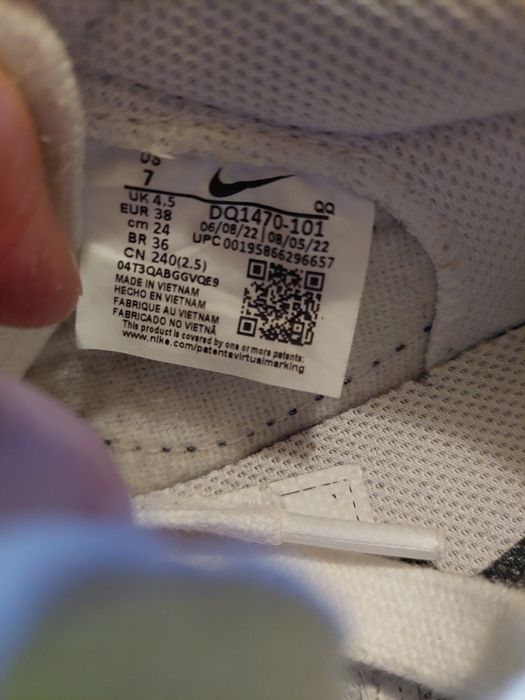 US
7
UK 4.5
EUR 38
cm 24
BR 36
CN 240(2.5)
04T3QABGGVQE9
MADE IN VIETNAM
HECHO EN VIETNAM
FABRIQUE AU VIETNAM
FABRICADO NO VIETNÃ
This product is covered by one or more patents:
www.nike.com/patentsvirtualmarking
QQ
DQ1470-101
06/08/22 | 08/05/22
UPC 00195866296657